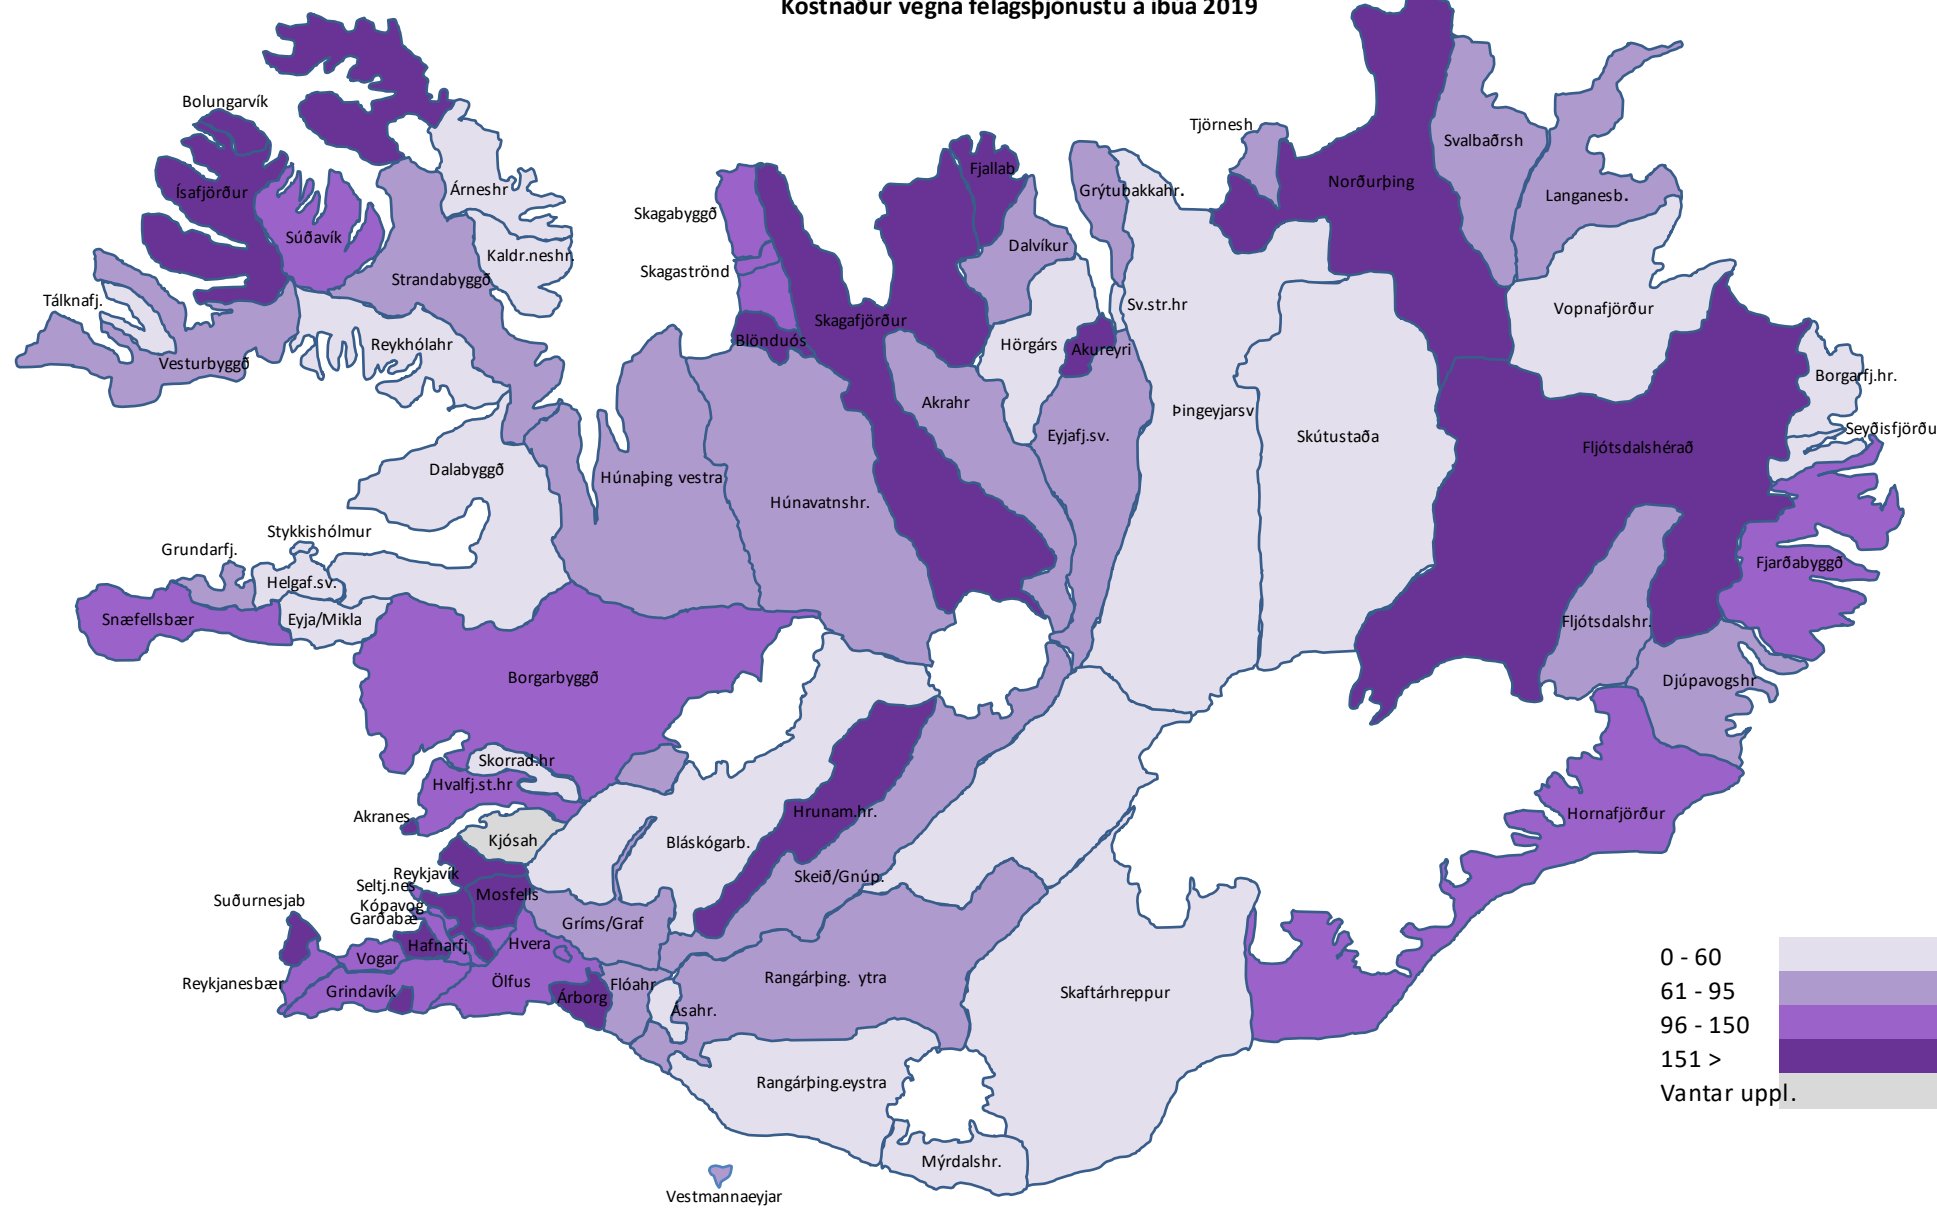 Kostnaður vegna félagsþjónustu á íbúa 2019
Bolungarvík
Ísafjörður
Súðavík
Árneshr
Kaldr.neshr.
Strandabyggð
Tálknafj.
Vesturbyggð
Reykhólahr
Dalabyggð
Stykkishólmur
Grundarfj.
Helgaf.sv.
Snæfellsbær
Eyja/Mikla
Borgarbyggð
Skorrad.hr
Hvalfj.st.hr
Akranes
Kjósah
Reykjavík
Seltj.nes
Mosfells
Kópavog
Garðabæ
Suðurnesjab
Hafnarfj
Hvera
Vogar
Reykjanesbær
Grindavík
Ölfus
Árborg
Flóahr
Gríms/Graf
Ásahr.
Bláskógarb.
Hrunam.hr.
Skeið/Gnúp.
Rangárþing. ytra
Rangárþing.eystra
Mýrdalshr.
Vestmannaeyjar
Skaftárhreppur
Skagabyggð
Skagaströnd
Blönduós
Skagafjörður
Húnaþing vestra
Húnavatnshr.
Akrahr
Fjallab
Dalvíkur
Hörgárs
Akureyri
Eyjafj.sv.
Grýtubakkahr.
Sv.str.hr
Þingeyjarsv
Skútustaða
Tjörnesh
Norðurþing
Svalbaðrsh
Langanesb.
Vopnafjörður
Borgarfj.hr.
Seyðisfjörðu
Fljótsdalshérað
Fjarðabyggð
Fljótsdalshr.
Djúpavogshr
Hornafjörður
0 - 60
61 - 95
96 - 150
151 >
Vantar uppl.